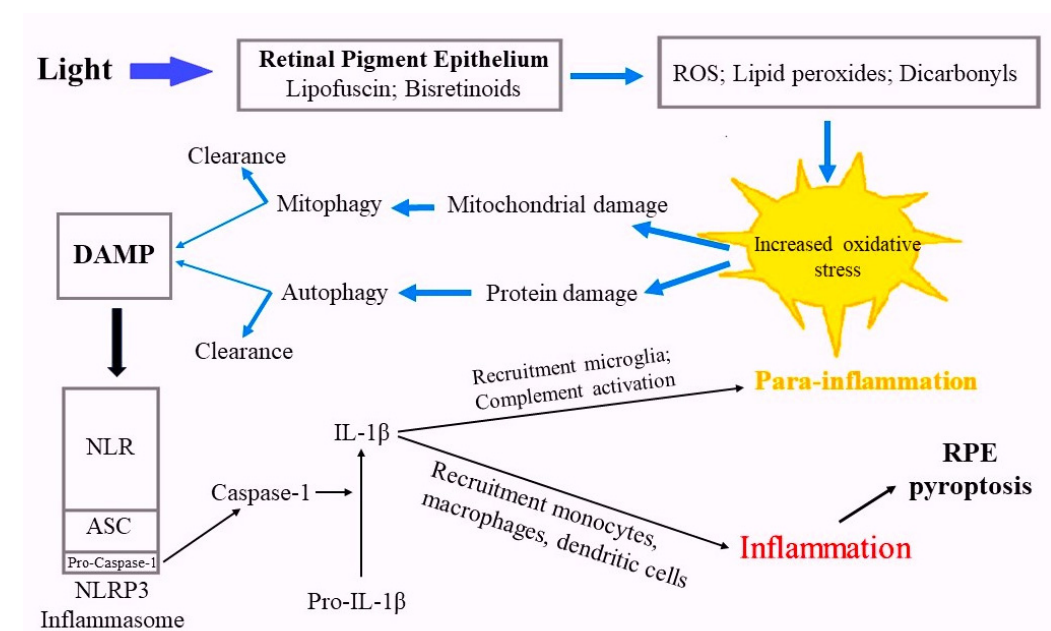 Light
Retinal Pigment Epithelium
Lipofuscin; Bisretinoids
ROS; Lipid peroxides; Dicarbonyls
Clearance
Mitophagy
Mitochondrial damage
DAMP
Increased oxidative
stress
Autophagy
Protein damage
Clearance
Recruitment microglia;
Complement activation
Para-inflammation
NLR
IL-1β
RPE
pyroptosis
Caspase-1
Recruitment monocytes,
macrophages, dendritic cells
ASC
Inflammation
Pro-Caspase-1
NLRP3
Inflammasome
Pro-IL-1β